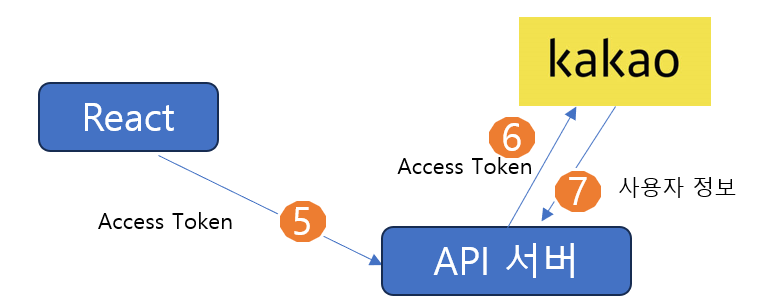 kakao
React
6
Access Token
7
사용자 정보
Access Token
5
API 서버